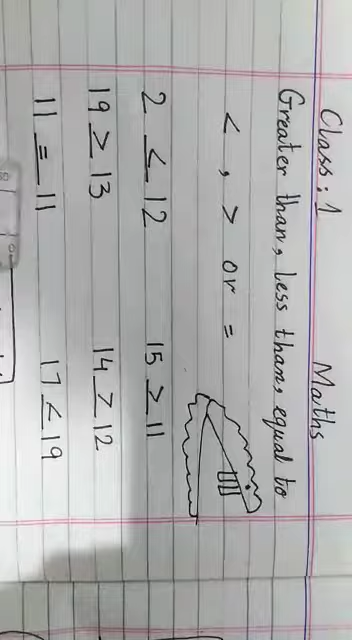 Class: 1 Maths
Greater than, less than, equal to
<, > or =
2 < 12 15 > 11
19 > 13 14 > 12
11 = 11 17 < 19